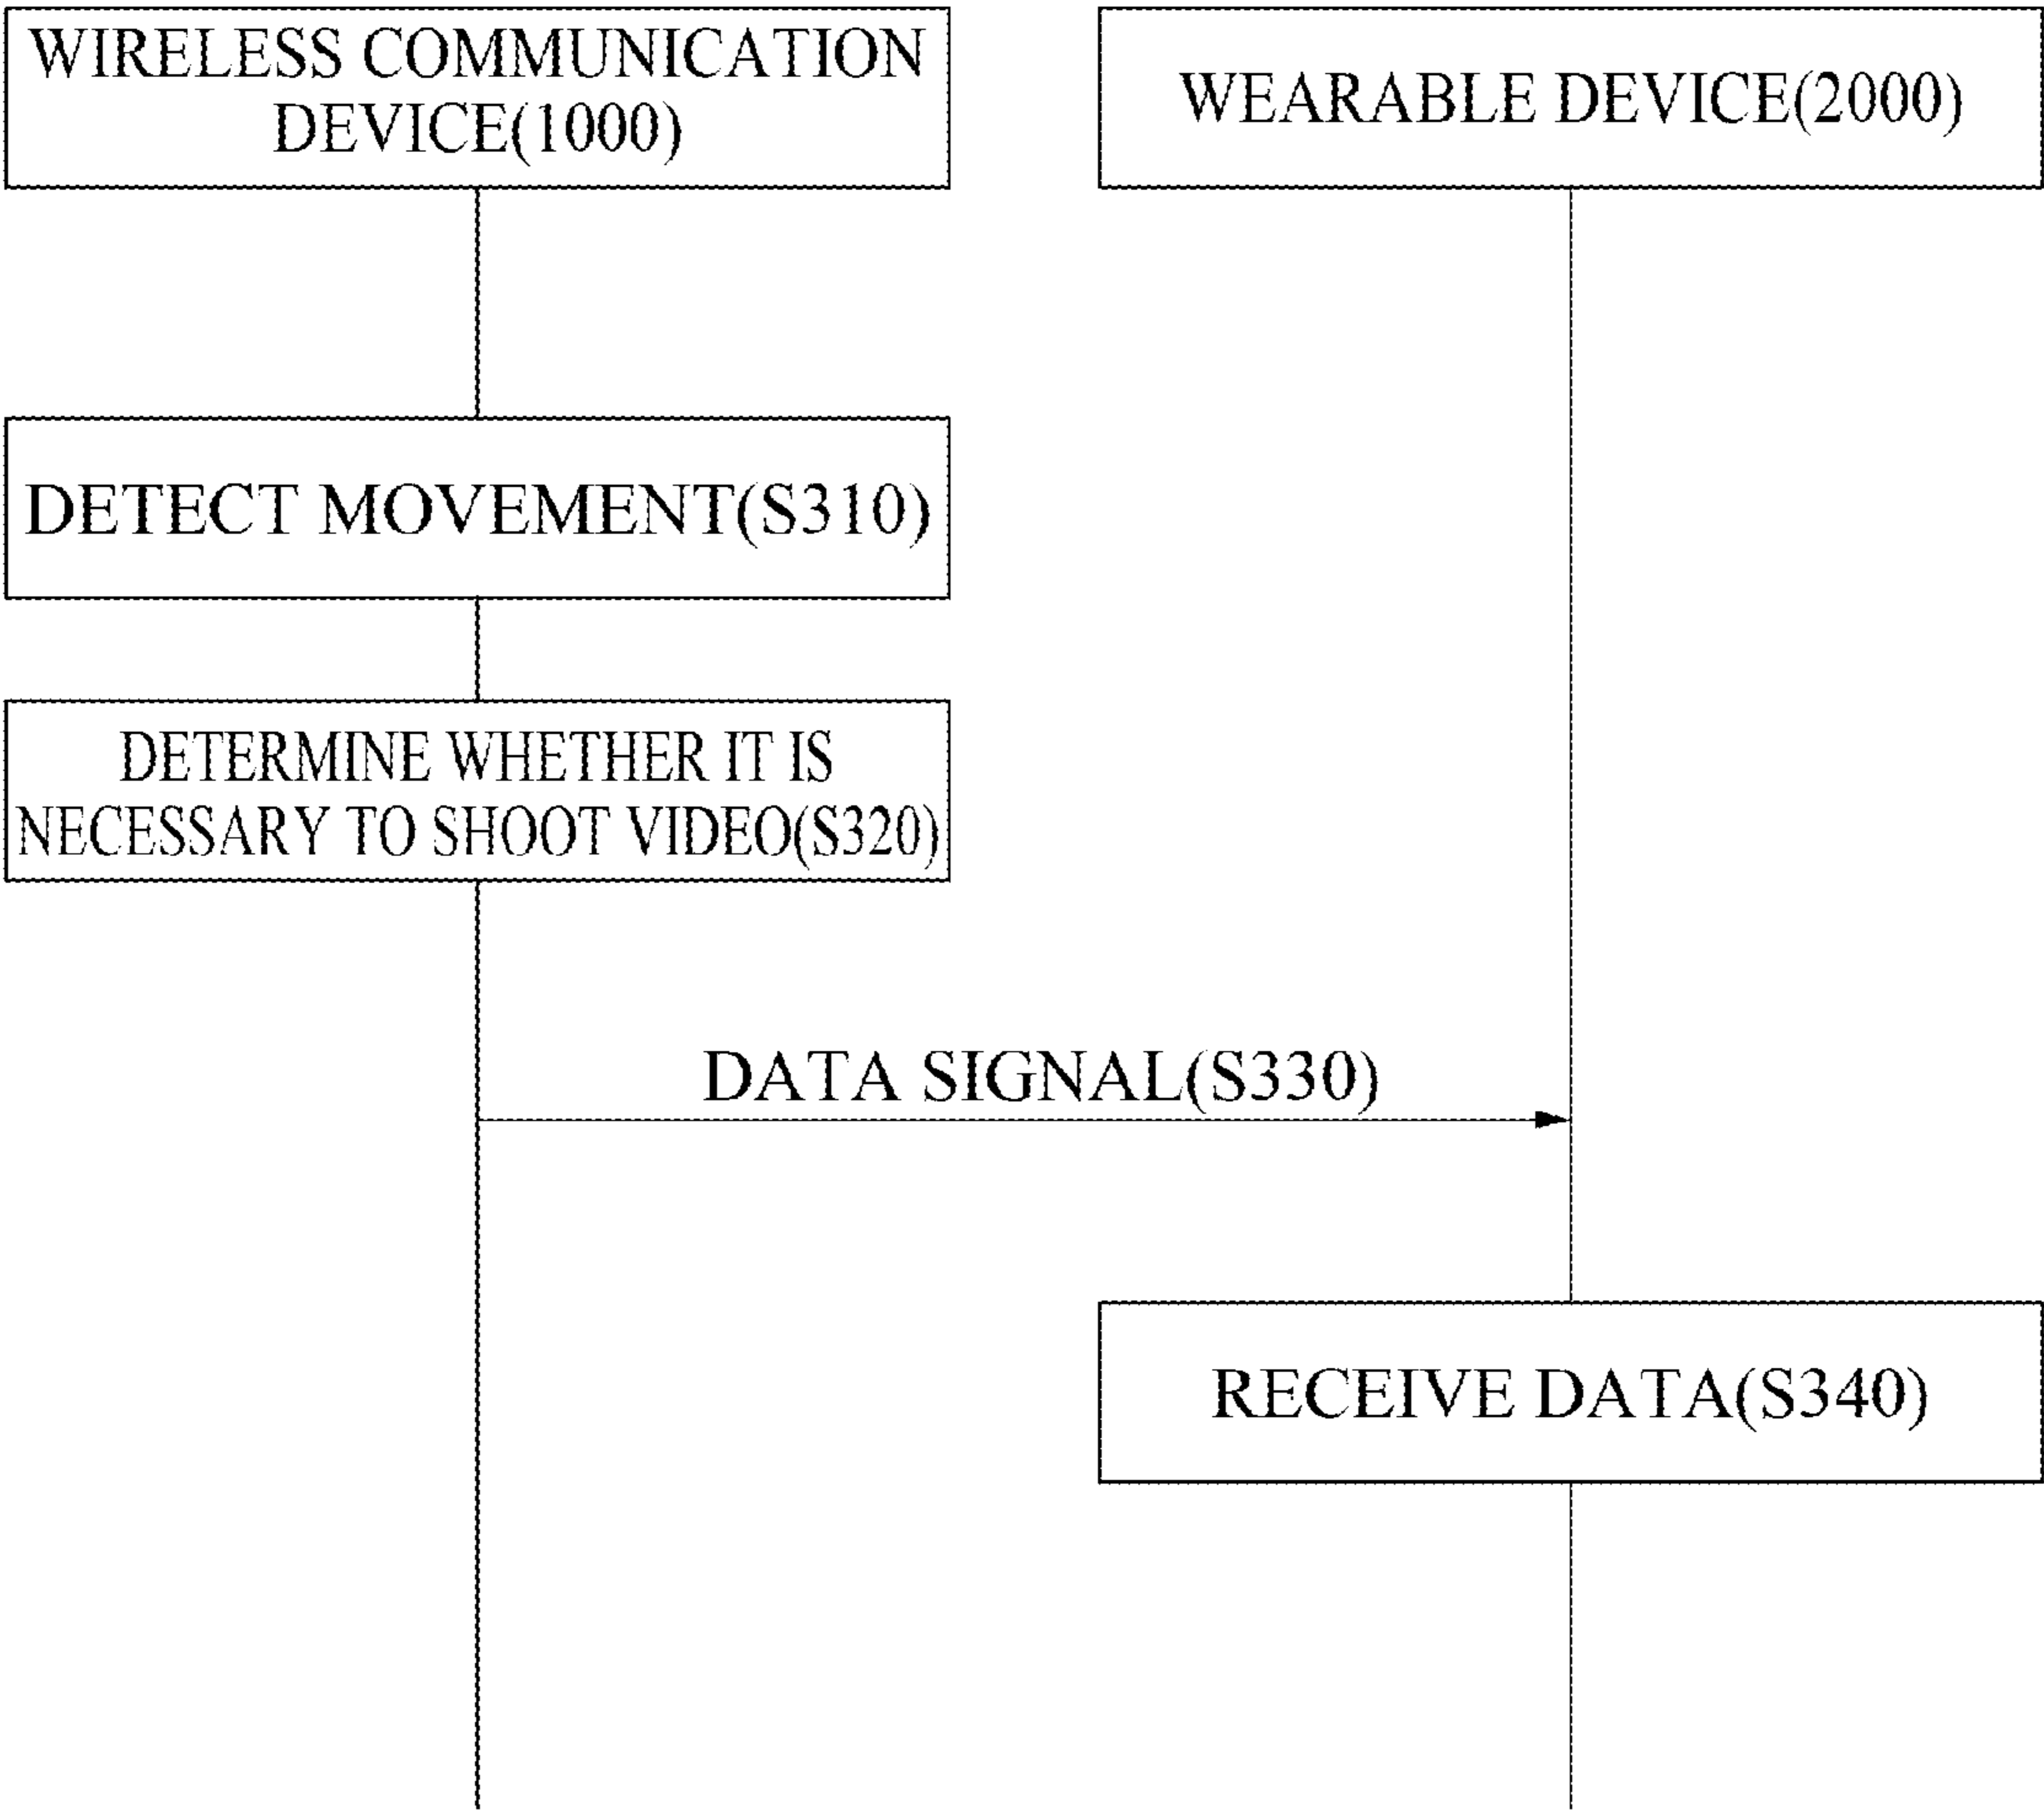 WIRELESS COMMUNICATION
DEVICE(1000)
WEARABLE DEVICE(2000)
DETECT MOVEMENT(S310)
DETERMINE WHETHER IT IS
NECESSARY TO SHOOT VIDEO(S320)
DATA SIGNAL(S330)
RECEIVE DATA(S340)